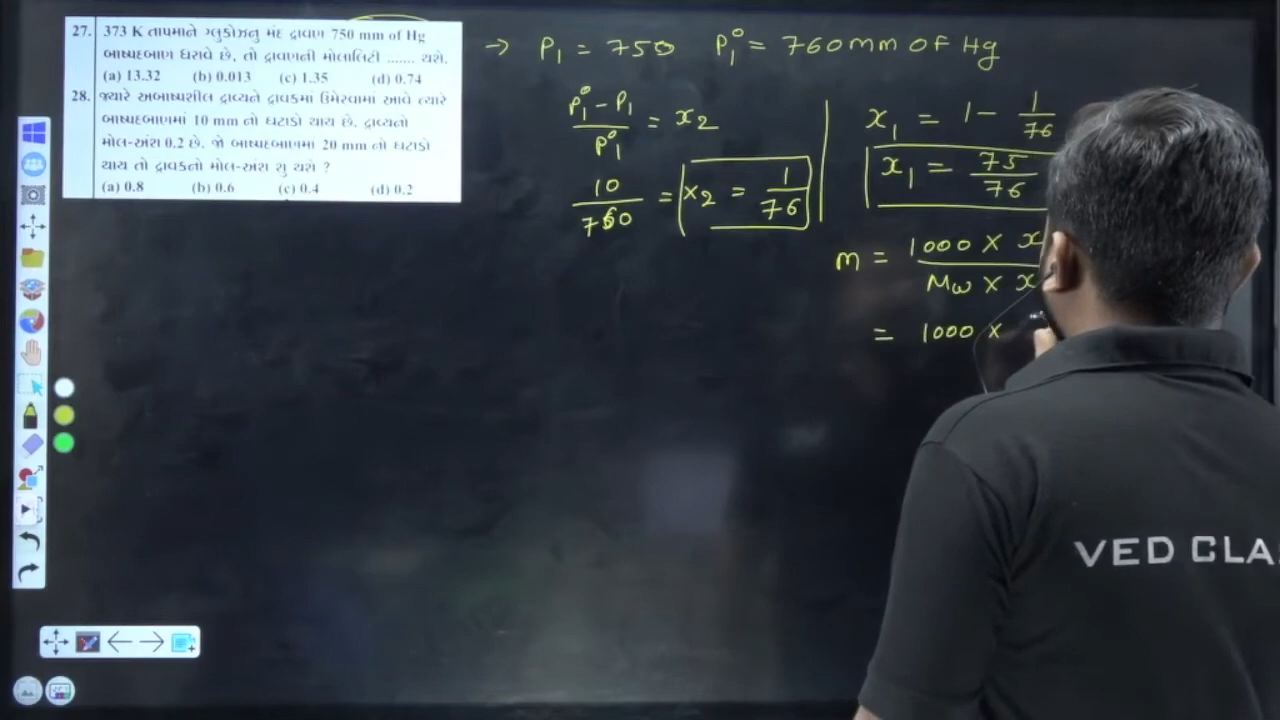 27. 373 K તાપમાને ગ્લુકોઝનુ મંદ દ્રાવણ 750 mm of Hg
બાષ્પદબાણ ધરાવે છે, તો દ્રાવણની મોલાલિટી ....... થશે.
(a) 13.32 (b) 0.013 (c) 1.35 (d) 0.74
28. જ્યારે અબાષ્પશીલ દ્રાવ્યને દ્રાવકમાં ઉમેરવામાં આવે ત્યારે
બાષ્પદબાણમાં 10 mm નો ઘટાડો થાય છે. દ્રાવ્યનો
મોલ-અંશ 0.2 છે. જો બાષ્પદબાણમાં 20 mm નો ઘટાડો
થાય તો દ્રાવકનો મોલ-અંશ શુ થશે ?
(a) 0.8 (b) 0.6 (c) 0.4 (d) 0.2
→ P₁ = 750 P₁⁰ = 760 mm OF Hg
P₁⁰ - P₁
P₁⁰
= x₂
10
760
= x₂ = 1
76
x₁ = 1 - 1
76
x₁ = 75
76
m = 1000 × x
Mw × x
= 1000 ×
VED CLA